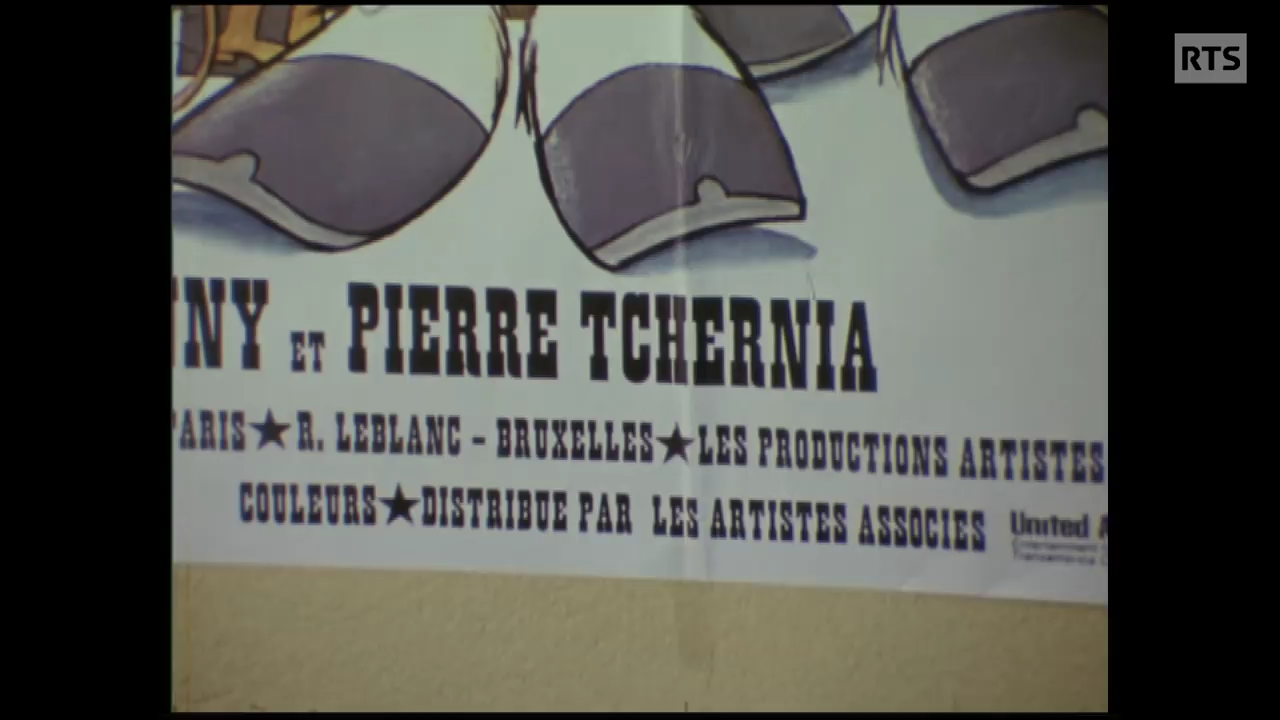 RTS
NY ET PIERRE TCHERNIA
ARIS★R. LEBLANC - BRUXELLES★LES PRODUCTIONS ARTISTES
COULEURS★DISTRIBUE PAR LES ARTISTES ASSOCIES
United